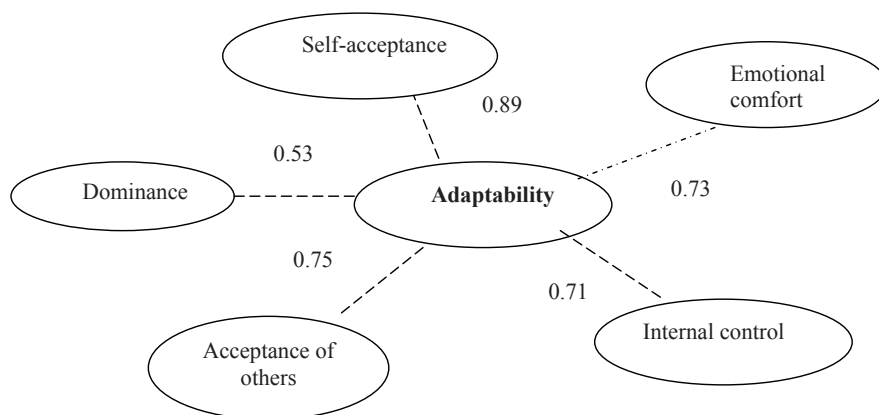 Self-acceptance
Emotional
comfort
0.89
0.53
Dominance
Adaptability
0.73
0.75
0.71
Internal control
Acceptance of
others